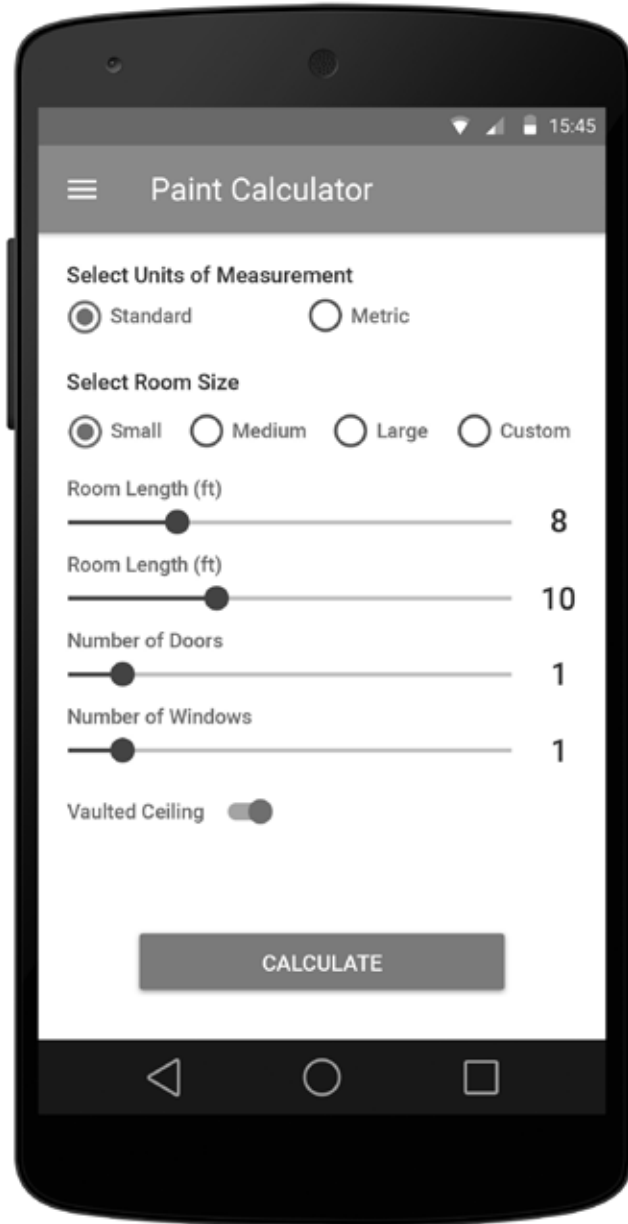 15:45
Paint Calculator
Select Units of Measurement
Standard Metric
Select Room Size
Small Medium Large Custom
Room Length (ft)
8
Room Length (ft)
10
Number of Doors
1
Number of Windows
1
Vaulted Ceiling
CALCULATE